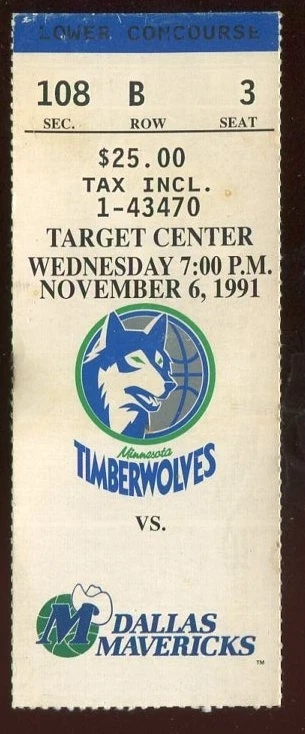 LOWER CONCOURSE
108 B 3
SEC. ROW SEAT
$25.00
TAX INCL.
1-43470
TARGET CENTER
WEDNESDAY 7:00 P.M.
NOVEMBER 6, 1991
Minnesota
TIMBERWOLVES
VS.
M DALLAS
MAVERICKS
TM